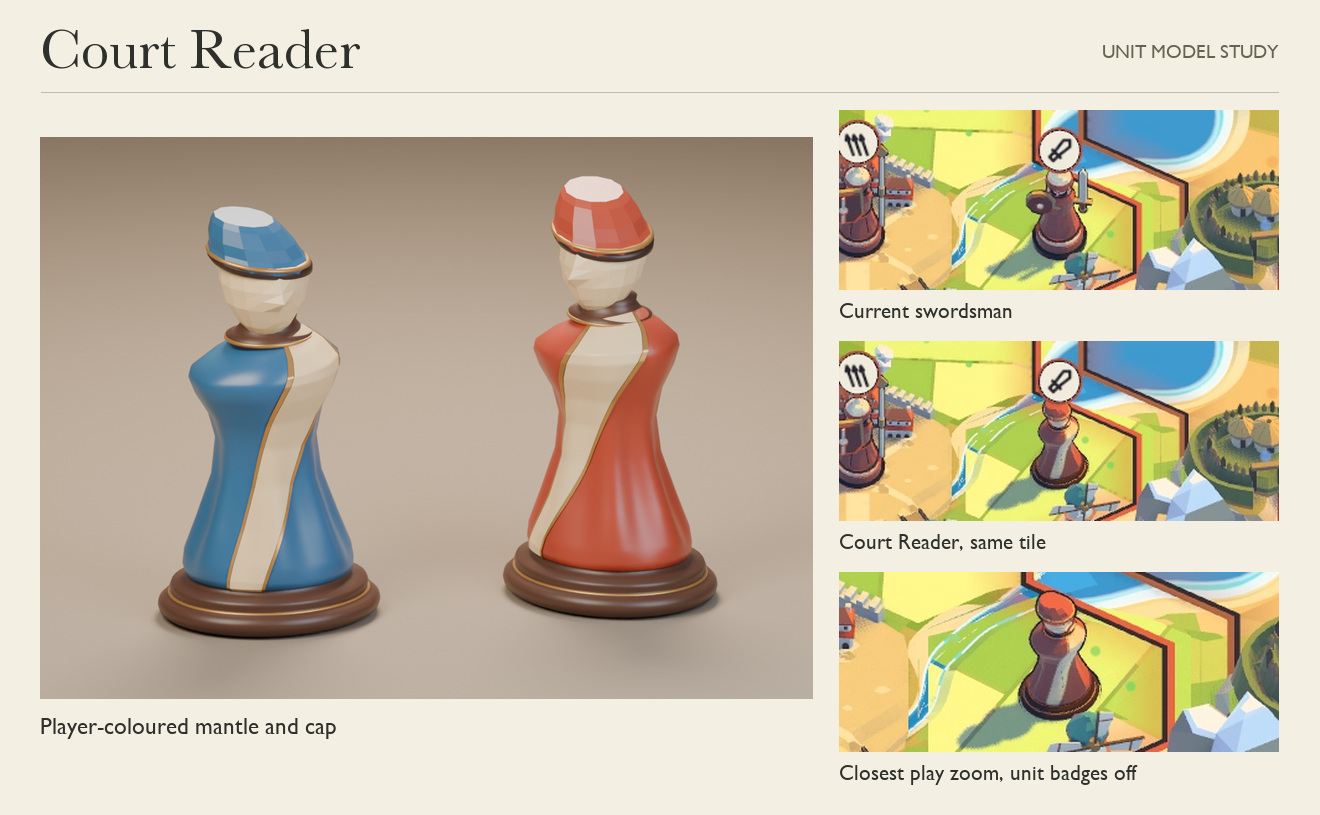 Court Reader
UNIT MODEL STUDY
Player-coloured mantle and cap
Current swordsman
Court Reader, same tile
Closest play zoom, unit badges off